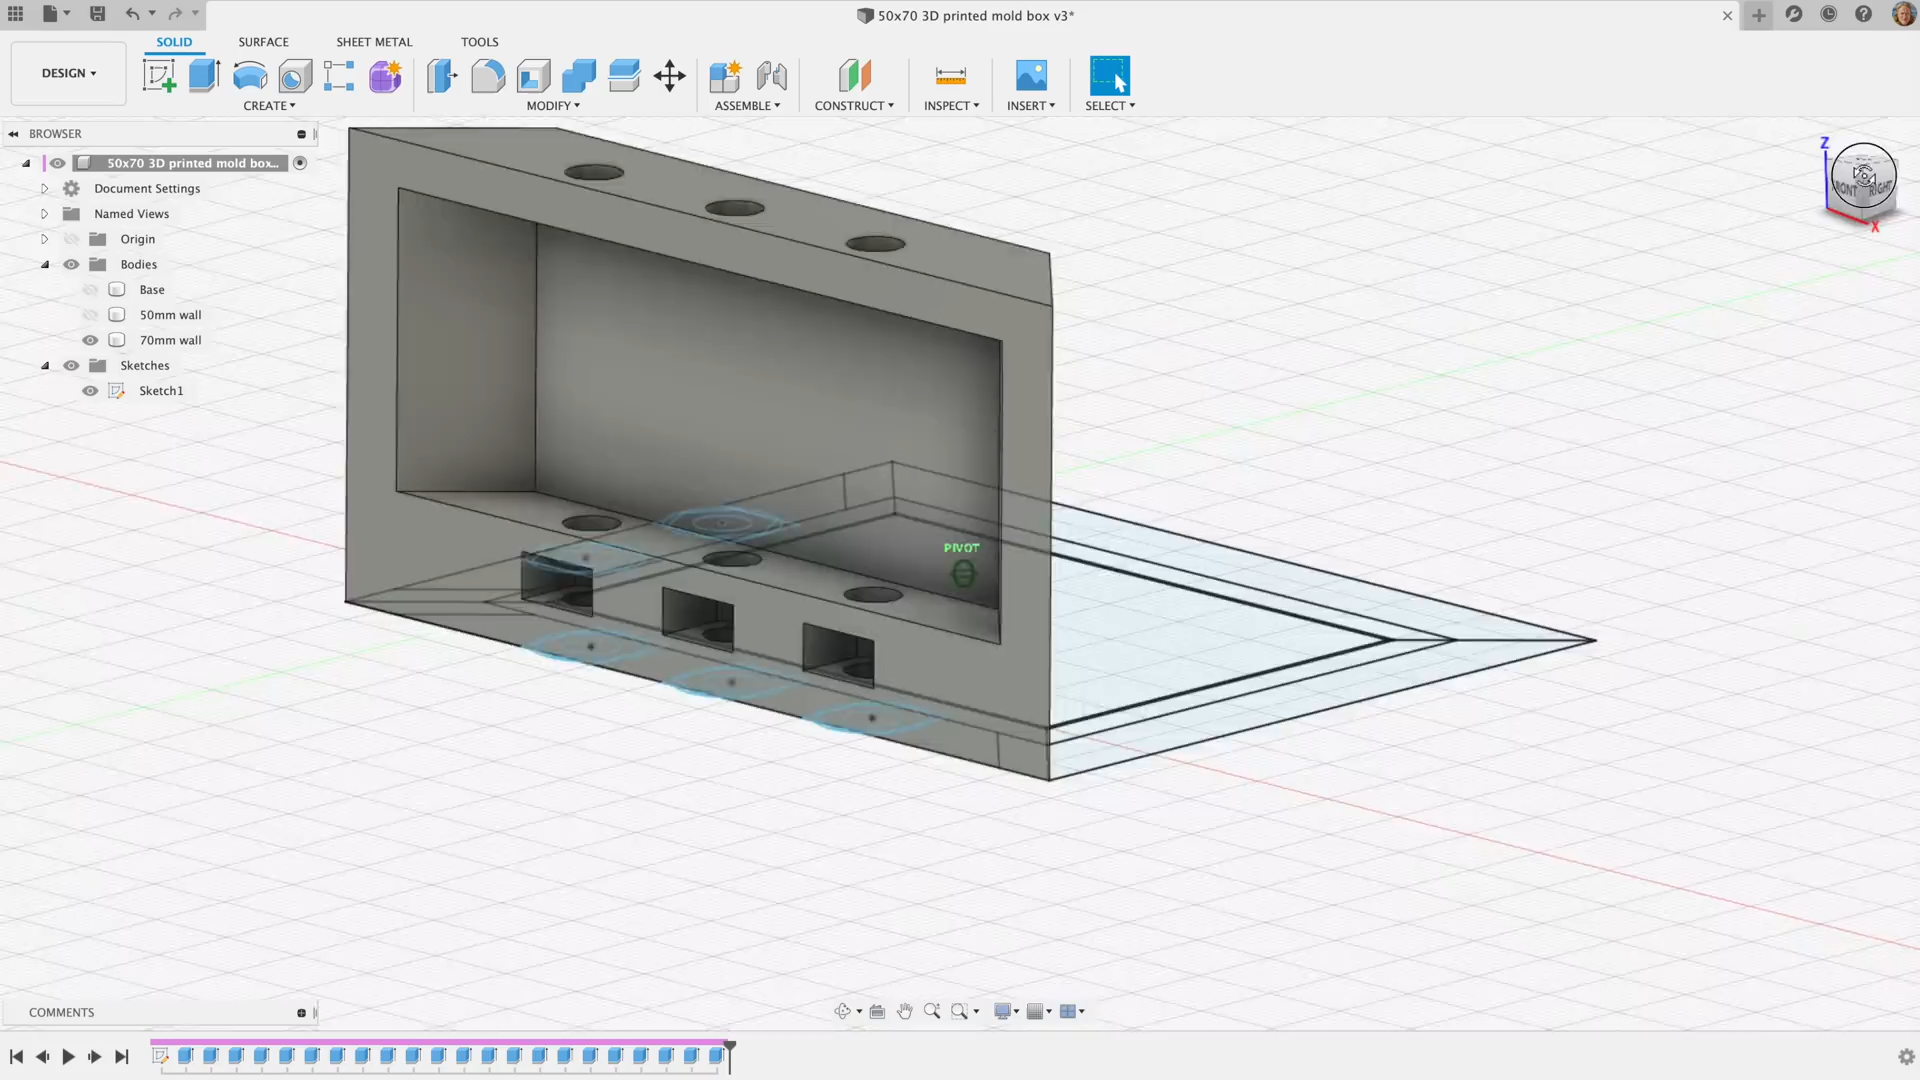 50x70 3D printed mold box v3*
SOLID
SURFACE
SHEET METAL
TOOLS
DESIGN
CREATE
MODIFY
ASSEMBLE
CONSTRUCT
INSPECT
INSERT
SELECT
BROWSER
50x70 3D printed mold box...
Document Settings
Named Views
Origin
Bodies
Base
50mm wall
70mm wall
Sketches
Sketch1
Z
RIGHT
X
PIVOT
COMMENTS